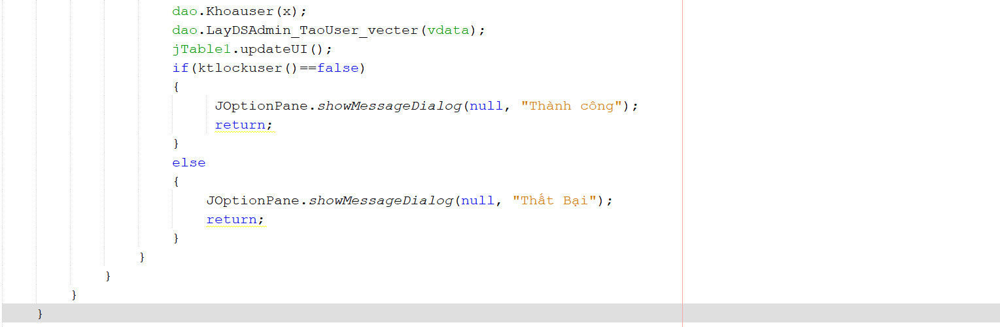 dao.Khoauser(x);
dao.LayDSAdmin_TaoUser_vecter(vdata);
jTable1.updateUI();
if(ktlockuser()==false)
{
JOptionPane.showMessageDialog(null, "Thành công");
return;
}
else
{
JOptionPane.showMessageDialog(null, "Thất Bại");
return;
}
}
}
}
}